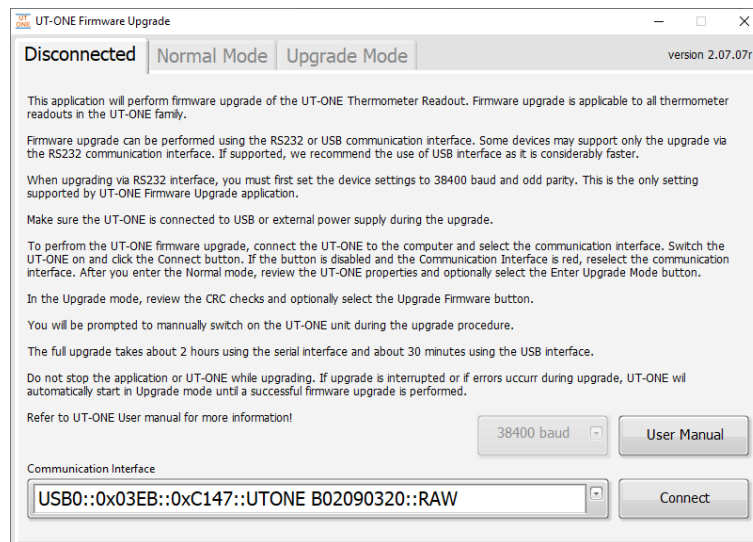 UT ONE UT-ONE Firmware Upgrade
Disconnected Normal Mode Upgrade Mode version 2.07.07r
This application will perform firmware upgrade of the UT-ONE Thermometer Readout. Firmware upgrade is applicable to all thermometer
readouts in the UT-ONE family.
Firmware upgrade can be performed using the RS232 or USB communication interface. Some devices may support only the upgrade via
the RS232 communication interface. If supported, we recommend the use of USB interface as it is considerably faster.
When upgrading via RS232 interface, you must first set the device settings to 38400 baud and odd parity. This is the only setting
supported by UT-ONE Firmware Upgrade application.
Make sure the UT-ONE is connected to USB or external power supply during the upgrade.
To perfrom the UT-ONE firmware upgrade, connect the UT-ONE to the computer and select the communication interface. Switch the
UT-ONE on and click the Connect button. If the button is disabled and the Communication Interface is red, reselect the communication
interface. After you enter the Normal mode, review the UT-ONE properties and optionally select the Enter Upgrade Mode button.
In the Upgrade mode, review the CRC checks and optionally select the Upgrade Firmware button.
You will be prompted to mannually switch on the UT-ONE unit during the upgrade procedure.
The full upgrade takes about 2 hours using the serial interface and about 30 minutes using the USB interface.
Do not stop the application or UT-ONE while upgrading. If upgrade is interrupted or if errors uccurr during upgrade, UT-ONE wil
automatically start in Upgrade mode until a successful firmware upgrade is performed.
Refer to UT-ONE User manual for more information!
38400 baud User Manual
Communication Interface
USB0::0x03EB::0xC147::UTONE B02090320::RAW Connect